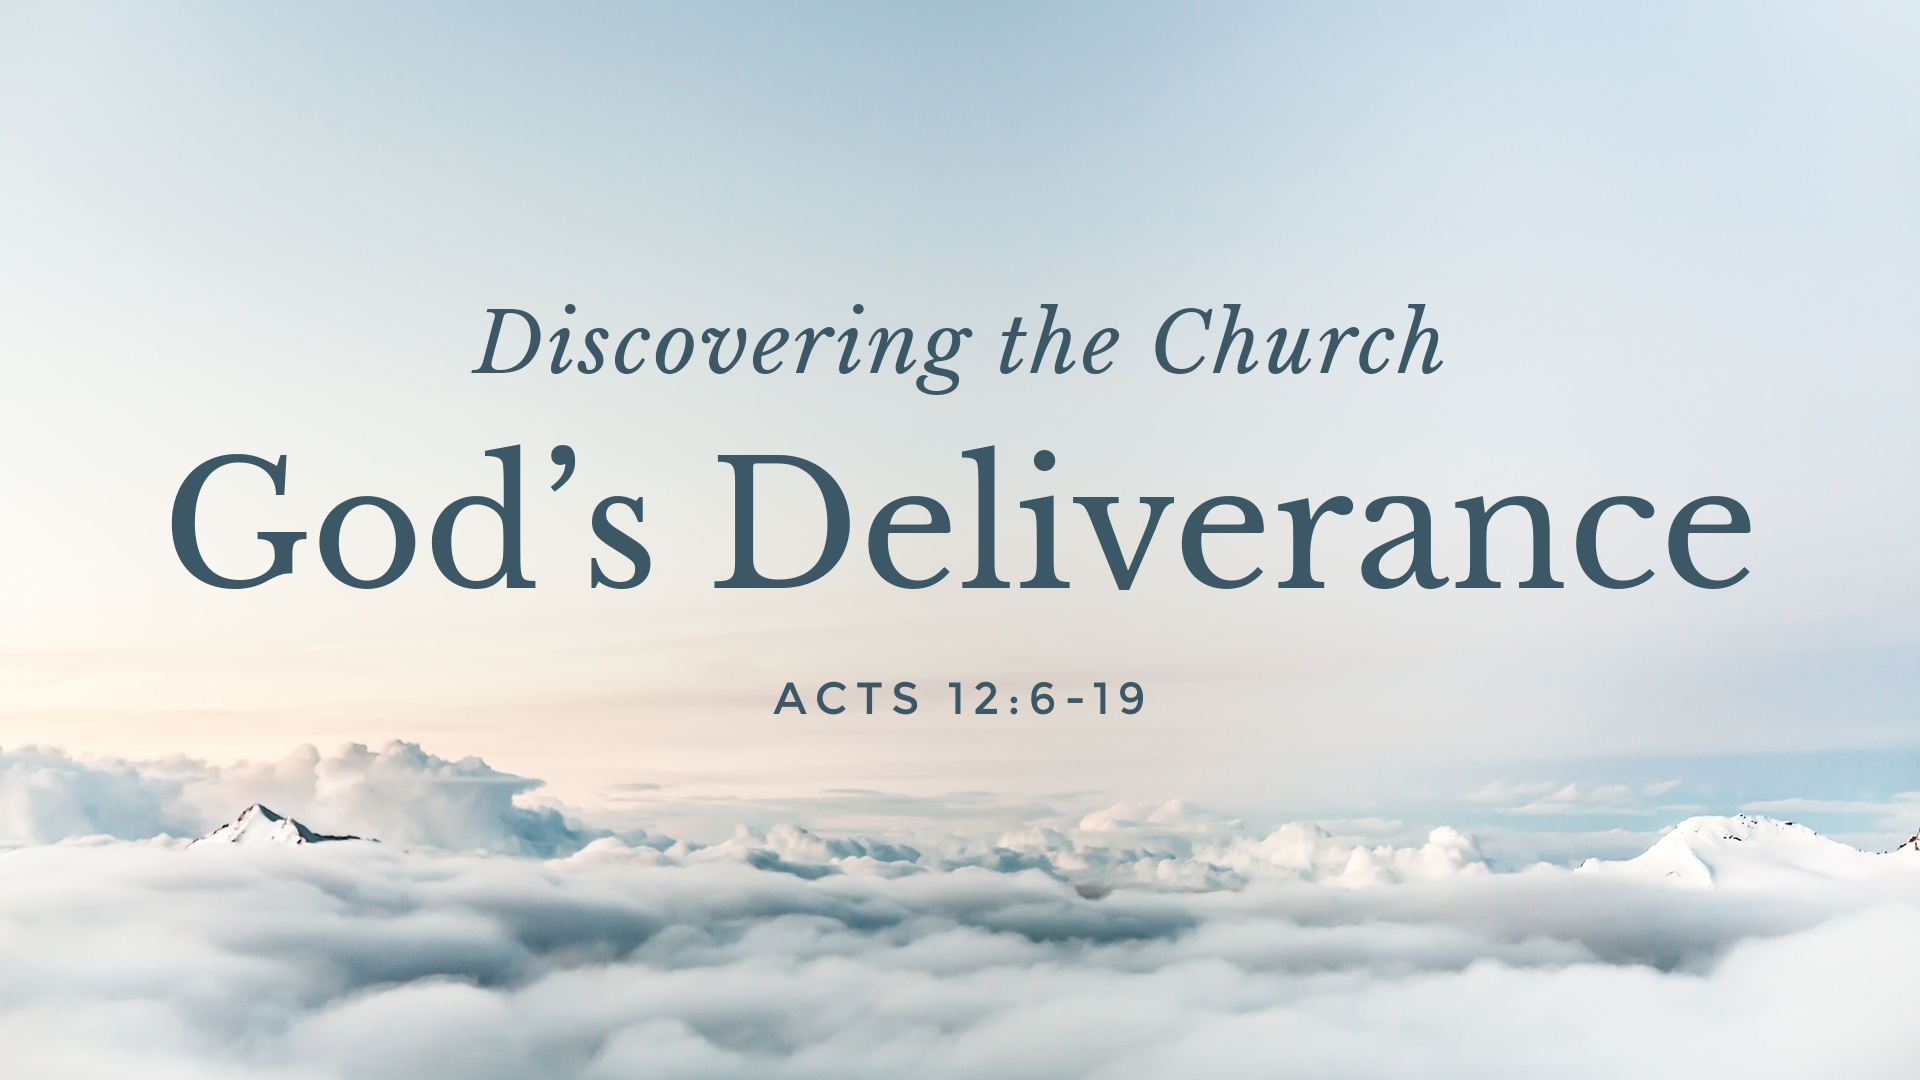 Discovering the Church
God’s Deliverance
ACTS 12:6-19